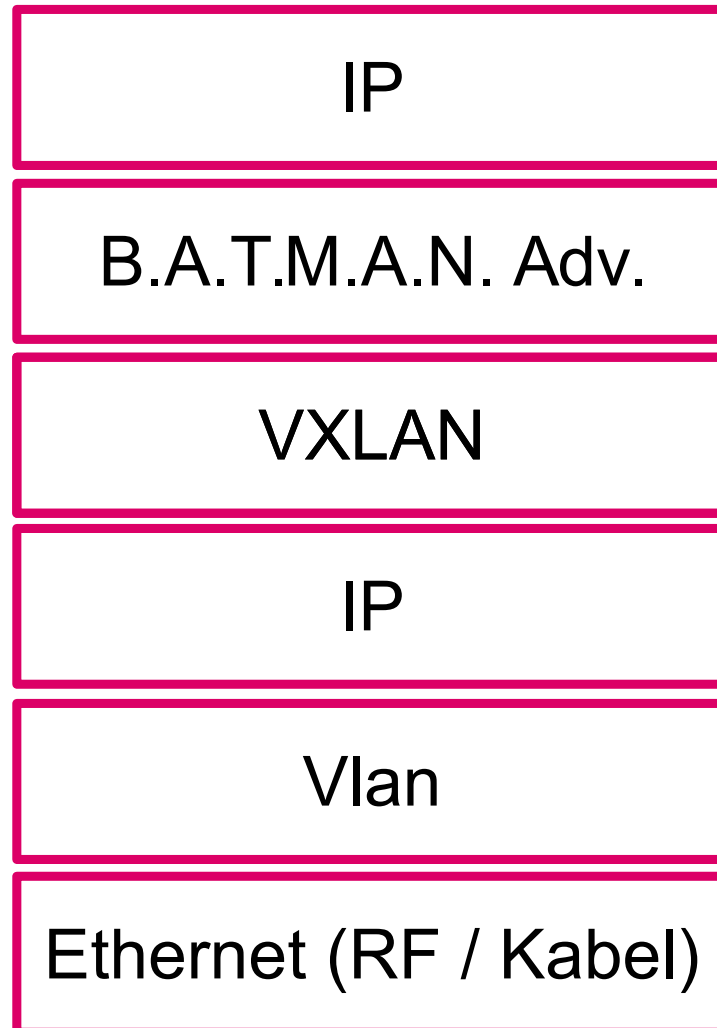 IP
B.A.T.M.A.N. Adv.
VXLAN
IP
Vlan
Ethernet (RF / Kabel)